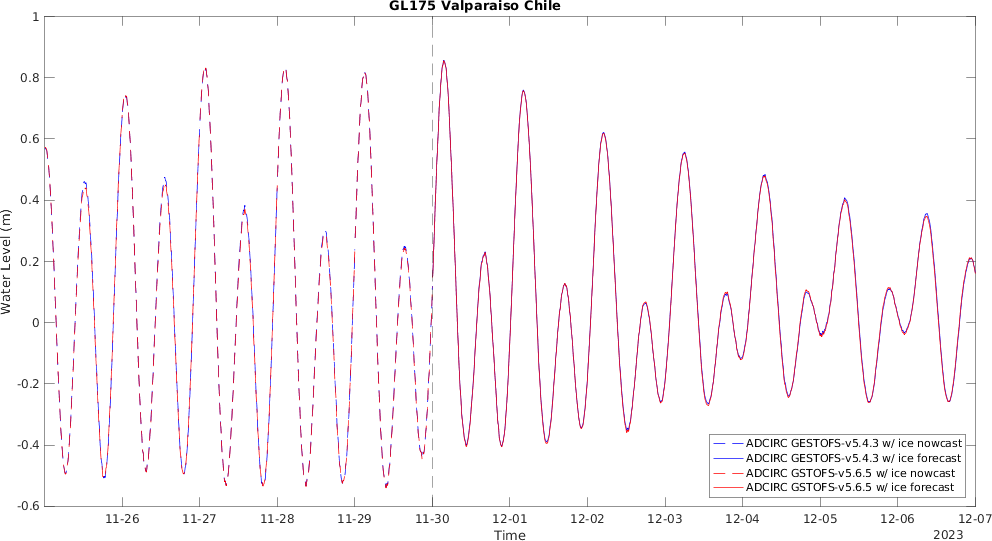 GL175 Valparaiso Chile
1
0.8
0.6
0.4
0.2
0
-0.2
-0.4
-0.6
Water Level (m)
11-26 11-27 11-28 11-29 11-30 12-01 12-02 12-03 12-04 12-05 12-06 12-07
Time
2023
ADCIRC GESTOFS-v5.4.3 w/ ice nowcast
ADCIRC GESTOFS-v5.4.3 w/ ice forecast
ADCIRC GSTOFS-v5.6.5 w/ ice nowcast
ADCIRC GSTOFS-v5.6.5 w/ ice forecast